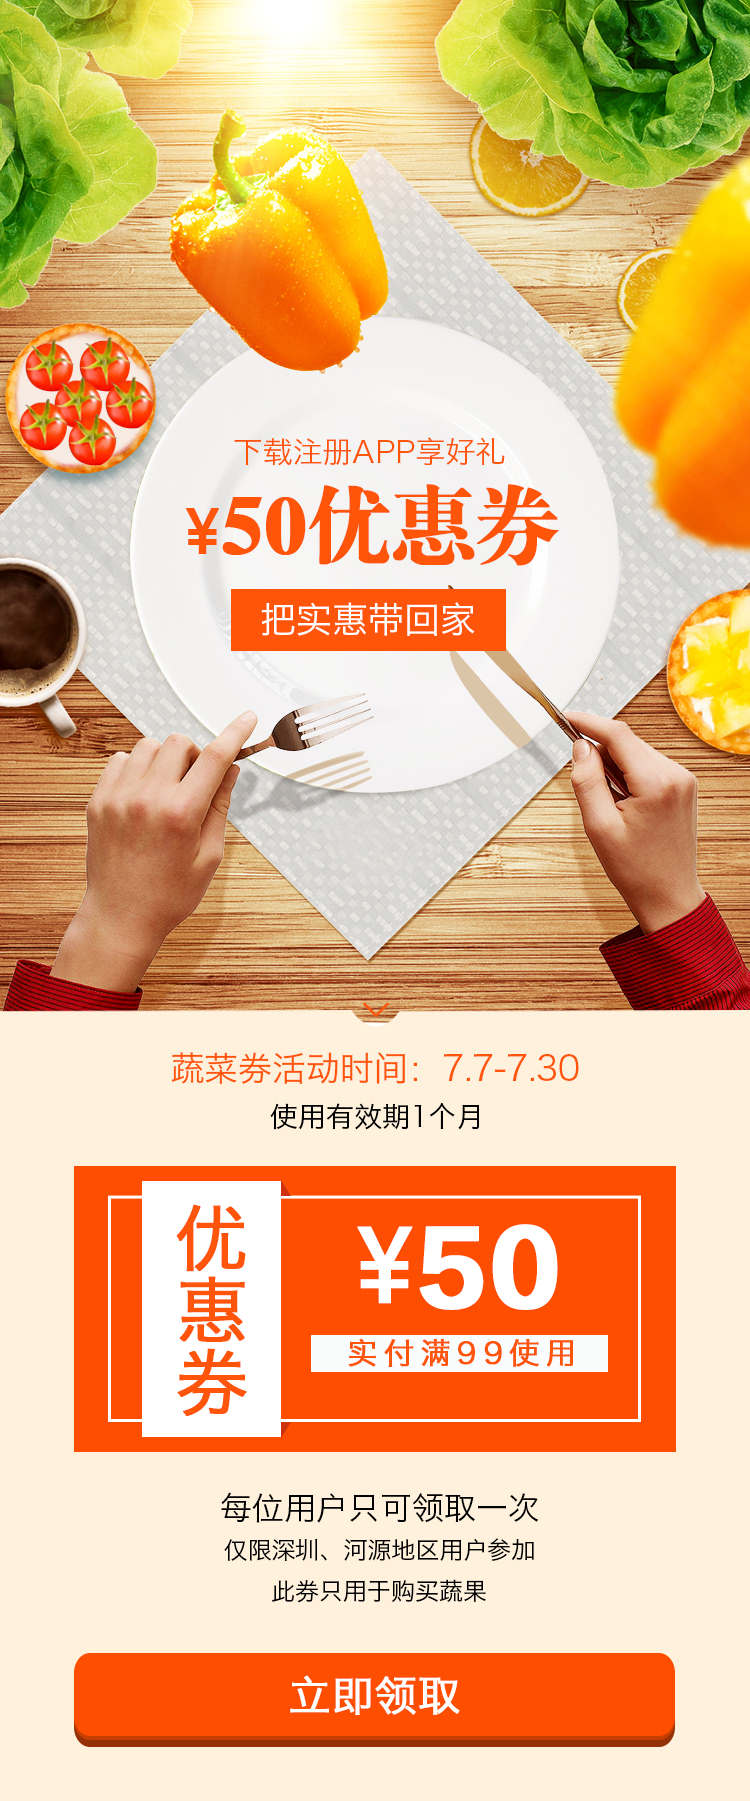 下载注册APP享好礼
¥50优惠券
把实惠带回家
蔬菜券活动时间：7.7-7.30
使用有效期1个月
优惠券
¥50
实付满99使用
每位用户只可领取一次
仅限深圳、河源地区用户参加
此券只用于购买蔬果
立即领取